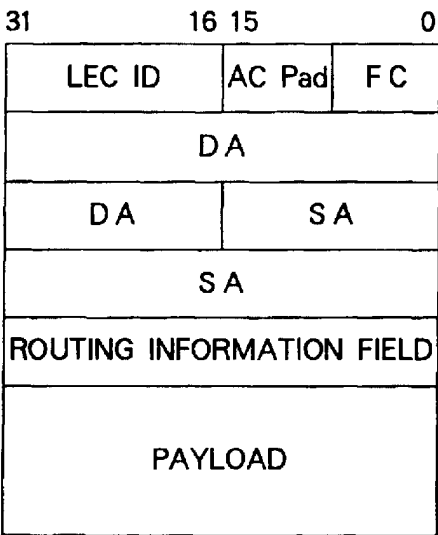 31 16 15 0
LEC ID AC Pad FC
DA
DA SA
SA
ROUTING INFORMATION FIELD
PAYLOAD